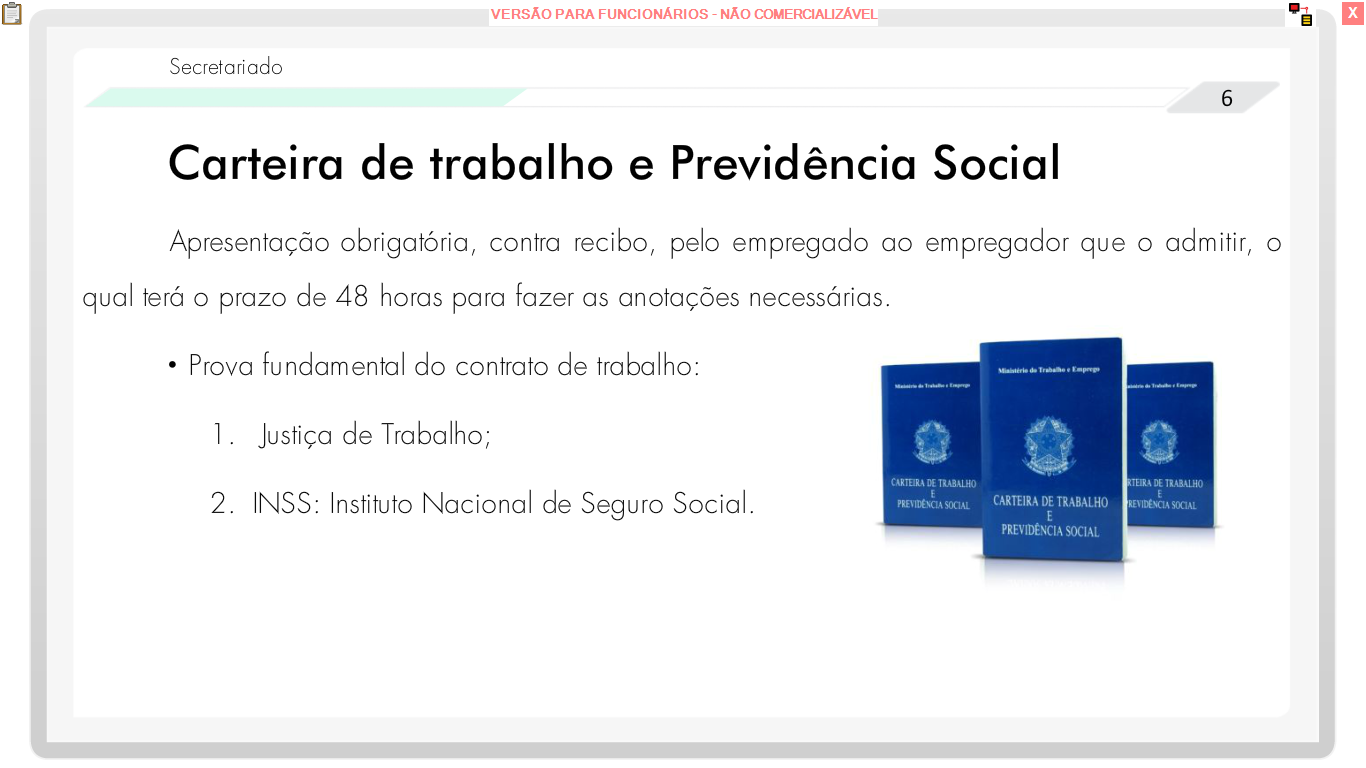 VERSÃO PARA FUNCIONÁRIOS - NÃO COMERCIALIZÁVEL
X
Secretariado
6
Carteira de trabalho e Previdência Social
Apresentação obrigatória, contra recibo, pelo empregado ao empregador que o admitir, o
qual terá o prazo de 48 horas para fazer as anotações necessárias.
• Prova fundamental do contrato de trabalho:
1. Justiça de Trabalho;
2. INSS: Instituto Nacional de Seguro Social.
Ministério do Trabalho e Emprego
CARTEIRA DE TRABALHO
E
PREVIDÊNCIA SOCIAL
Ministério do Trabalho e Emprego
CARTEIRA DE TRABALHO
E
PREVIDÊNCIA SOCIAL
do Trabalho e Emprego
DE TRABALHO
E
SOCIAL